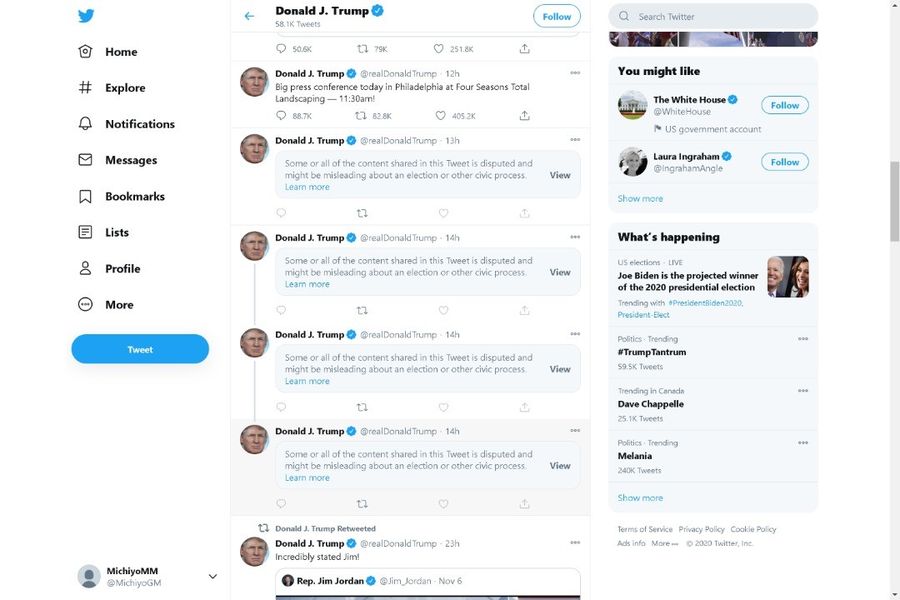 Home
Explore
Notifications
Messages
Bookmarks
Lists
Profile
More
Tweet
MichiyoMM
@MichiyoGM
Donald J. Trump
58.1K Tweets
Follow
50.6K 79K 251.8K
Donald J. Trump @realDonaldTrump · 12h
Big press conference today in Philadelphia at Four Seasons Total
Landscaping — 11:30am!
88.7K 82.8K 405.2K
Donald J. Trump @realDonaldTrump · 13h
Some or all of the content shared in this Tweet is disputed and
might be misleading about an election or other civic process.
Learn more
View
Donald J. Trump @realDonaldTrump · 14h
Some or all of the content shared in this Tweet is disputed and
might be misleading about an election or other civic process.
Learn more
View
Donald J. Trump @realDonaldTrump · 14h
Some or all of the content shared in this Tweet is disputed and
might be misleading about an election or other civic process.
Learn more
View
Donald J. Trump @realDonaldTrump · 14h
Some or all of the content shared in this Tweet is disputed and
might be misleading about an election or other civic process.
Learn more
View
Donald J. Trump Retweeted
Donald J. Trump @realDonaldTrump · 23h
Incredibly stated Jim!
Rep. Jim Jordan @Jim_Jordan · Nov 6
Search Twitter
You might like
The White House
@WhiteHouse
US government account
Follow
Laura Ingraham
@IngrahamAngle
Follow
Show more
What's happening
US elections · LIVE
Joe Biden is the projected winner
of the 2020 presidential election
Trending with #PresidentBiden2020,
President-Elect
Politics · Trending
#TrumpTantrum
59.5K Tweets
Trending in Canada
Dave Chappelle
25.1K Tweets
Politics · Trending
Melania
240K Tweets
Show more
Terms of Service Privacy Policy Cookie Policy
Ads info More ••• © 2020 Twitter, Inc.